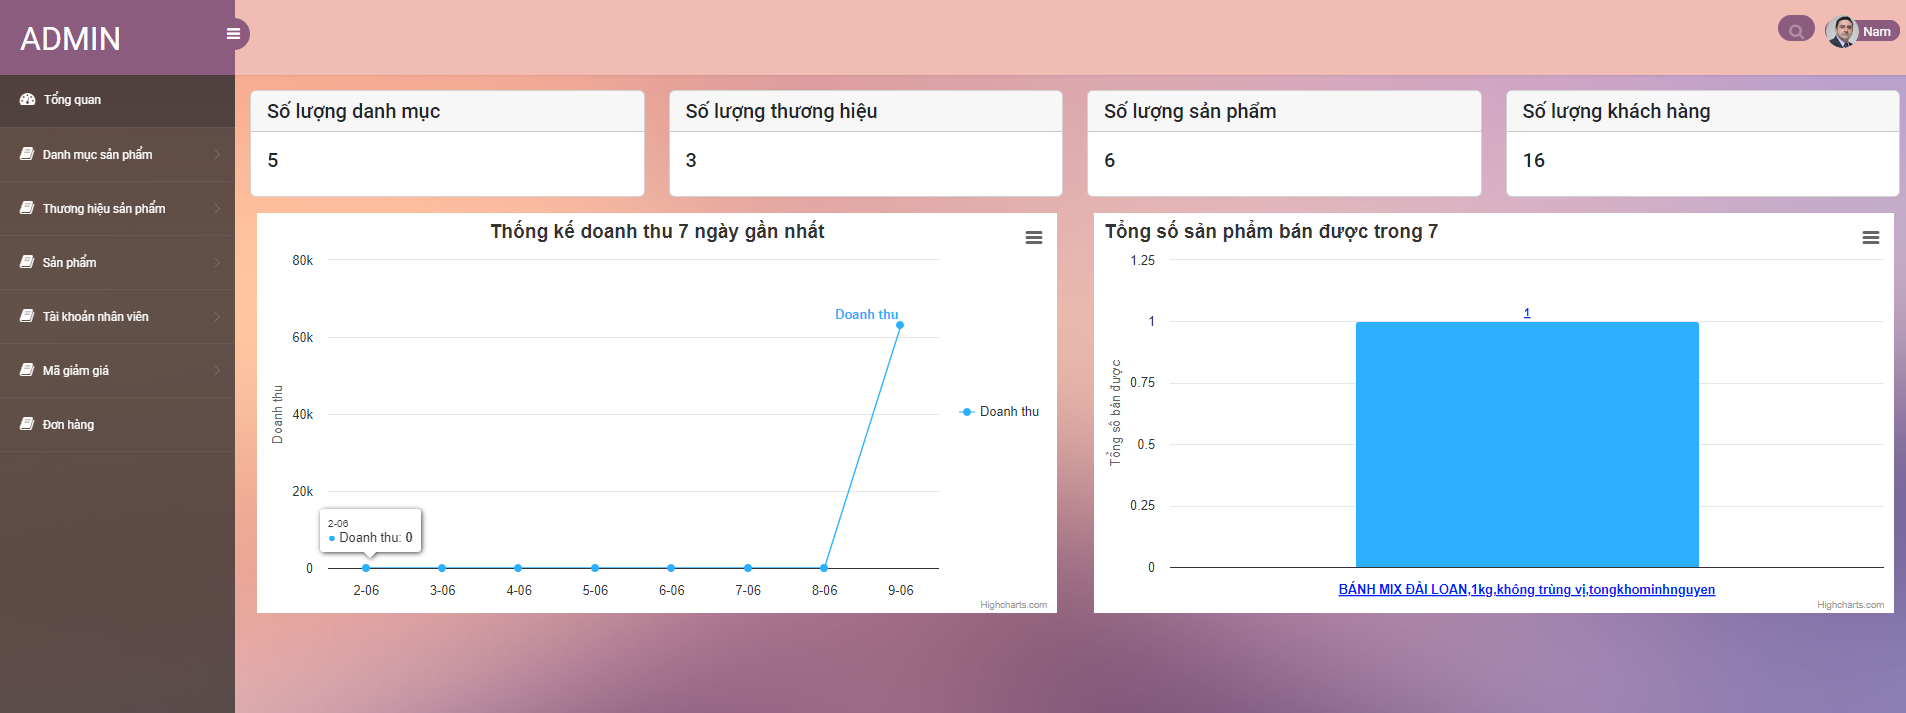 ADMIN
Nam
Tổng quan
Danh mục sản phẩm
Thương hiệu sản phẩm
Sản phẩm
Tài khoản nhân viên
Mã giảm giá
Đơn hàng
Số lượng danh mục
5
Số lượng thương hiệu
3
Số lượng sản phẩm
6
Số lượng khách hàng
16
Thống kế doanh thu 7 ngày gần nhất
80k
60k
40k
20k
0
Doanh thu
Doanh thu
2-06
Doanh thu: 0
Doanh thu
2-06 3-06 4-06 5-06 6-06 7-06 8-06 9-06
Highcharts.com
Tổng số sản phẩm bán được trong 7
1.25
1
0.75
0.5
0.25
0
Tổng số bán được
1
BÁNH MIX ĐÀI LOAN,1kg,không trùng vị,tongkhominhnguyen
Highcharts.com